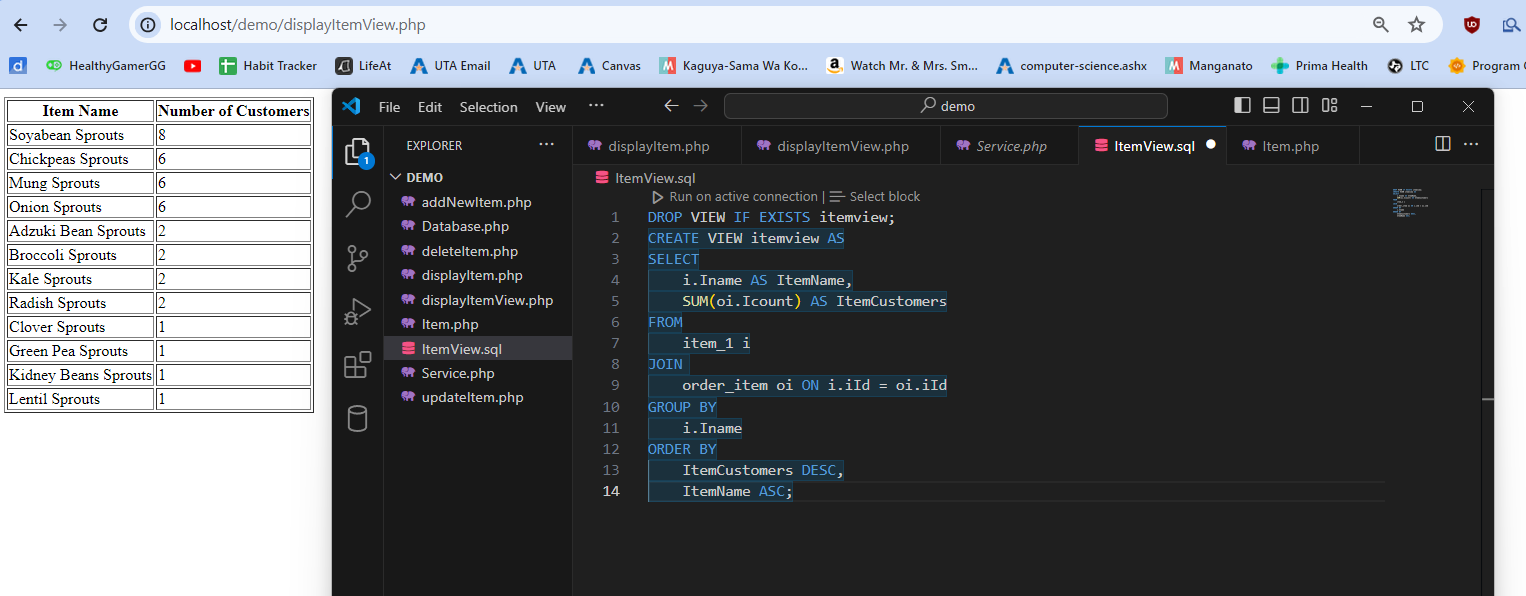 localhost/demo/displayItemView.php
HealthyGamerGG Habit Tracker LifeAt UTA Email UTA Canvas Kaguya-Sama Wa Ko... Watch Mr. & Mrs. Sm... computer-science.ashx Manganato Prima Health LTC Program
Item Name Number of Customers
Soyabean Sprouts 8
Chickpeas Sprouts 6
Mung Sprouts 6
Onion Sprouts 6
Adzuki Bean Sprouts 2
Broccoli Sprouts 2
Kale Sprouts 2
Radish Sprouts 2
Clover Sprouts 1
Green Pea Sprouts 1
Kidney Beans Sprouts 1
Lentil Sprouts 1
File Edit Selection View ... demo
EXPLORER ...
1
DEMO
addNewItem.php
Database.php
deleteItem.php
displayItem.php
displayItemView.php
Item.php
ItemView.sql
Service.php
updateItem.php
displayItem.php displayItemView.php Service.php ItemView.sql Item.php ...
ItemView.sql
Run on active connection | Select block
1 DROP VIEW IF EXISTS itemview;
2 CREATE VIEW itemview AS
3 SELECT
4 i.Iname AS ItemName,
5 SUM(oi.Icount) AS ItemCustomers
6 FROM
7 item_1 i
8 JOIN
9 order_item oi ON i.iId = oi.iId
10 GROUP BY
11 i.Iname
12 ORDER BY
13 ItemCustomers DESC,
14 ItemName ASC;